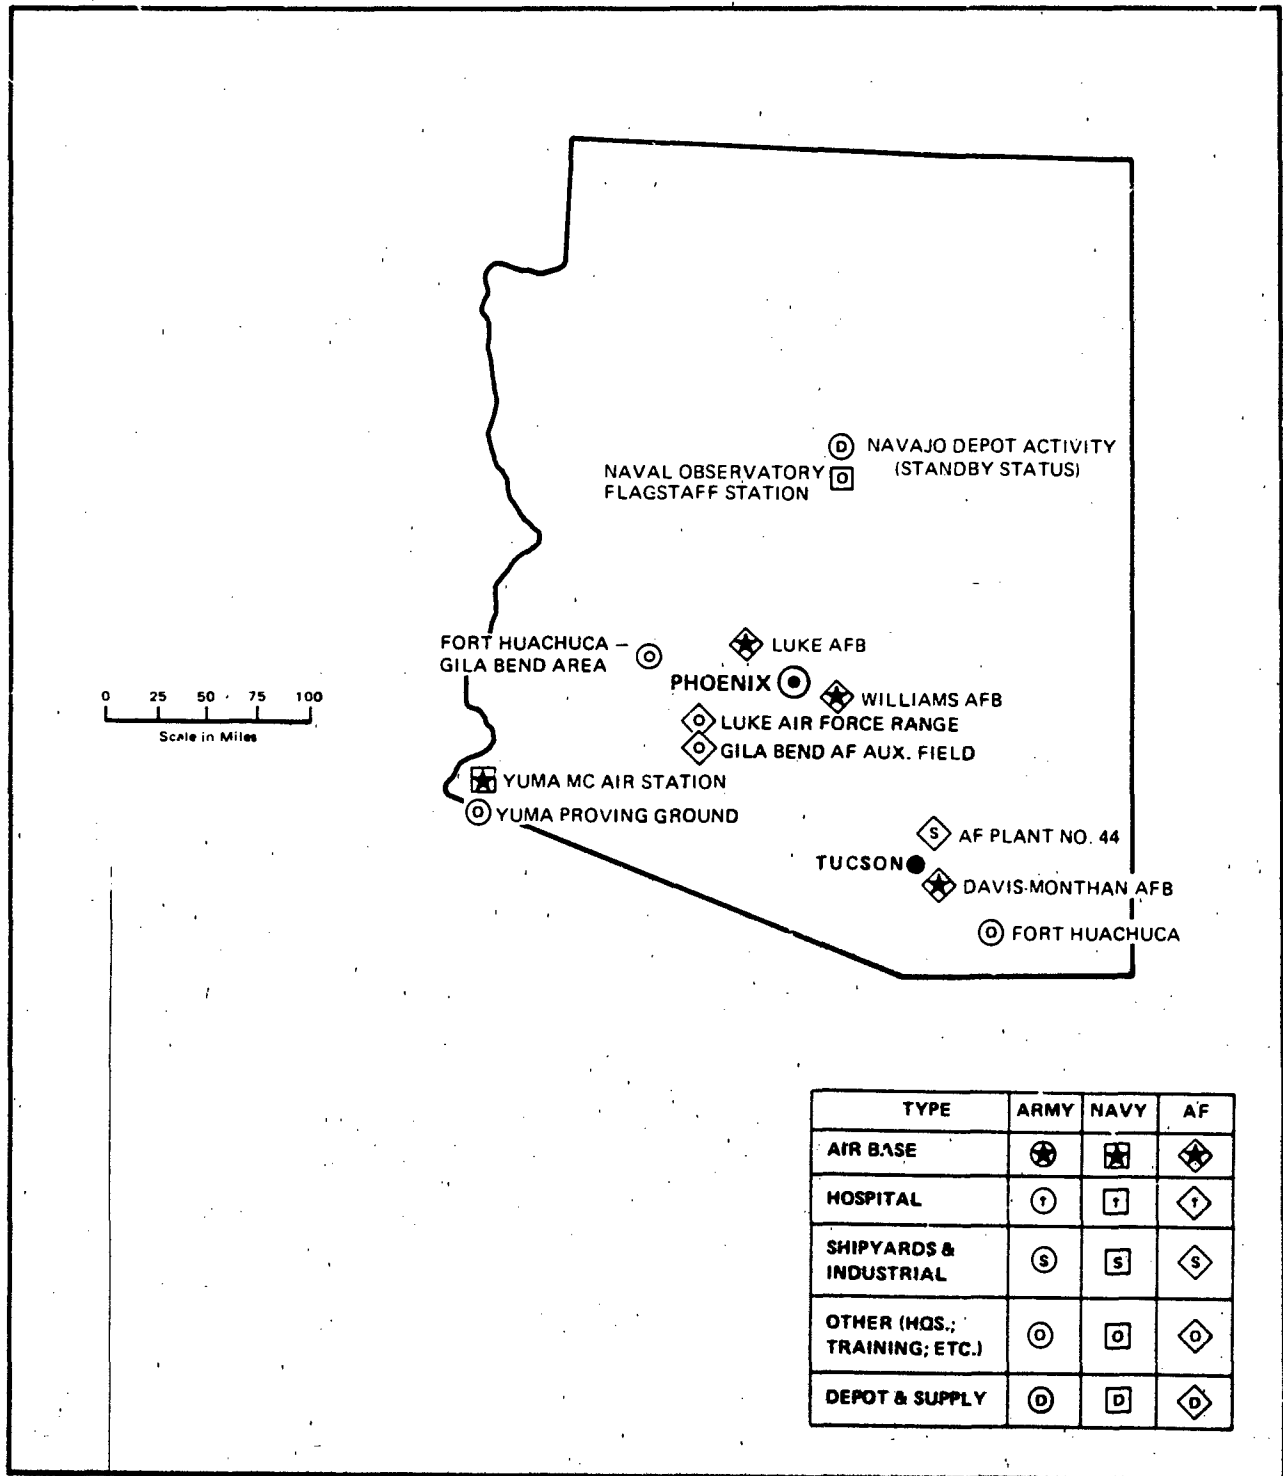 D NAVAJO DEPOT ACTIVITY
(STANDBY STATUS)
NAVAL OBSERVATORY O
FLAGSTAFF STATION
FORT HUACHUCA –
GILA BEND AREA O
LUKE AFB
PHOENIX
WILLIAMS AFB
O LUKE AIR FORCE RANGE
O GILA BEND AF AUX. FIELD
0 25 50 75 100
Scale in Miles
YUMA MC AIR STATION
O YUMA PROVING GROUND
S AF PLANT NO. 44
TUCSON
DAVIS-MONTHAN AFB
O FORT HUACHUCA
TYPE ARMY NAVY AF
AIR BASE
HOSPITAL
SHIPYARDS &
INDUSTRIAL S S S
OTHER (HQS.;
TRAINING; ETC.) O O O
DEPOT & SUPPLY D D D